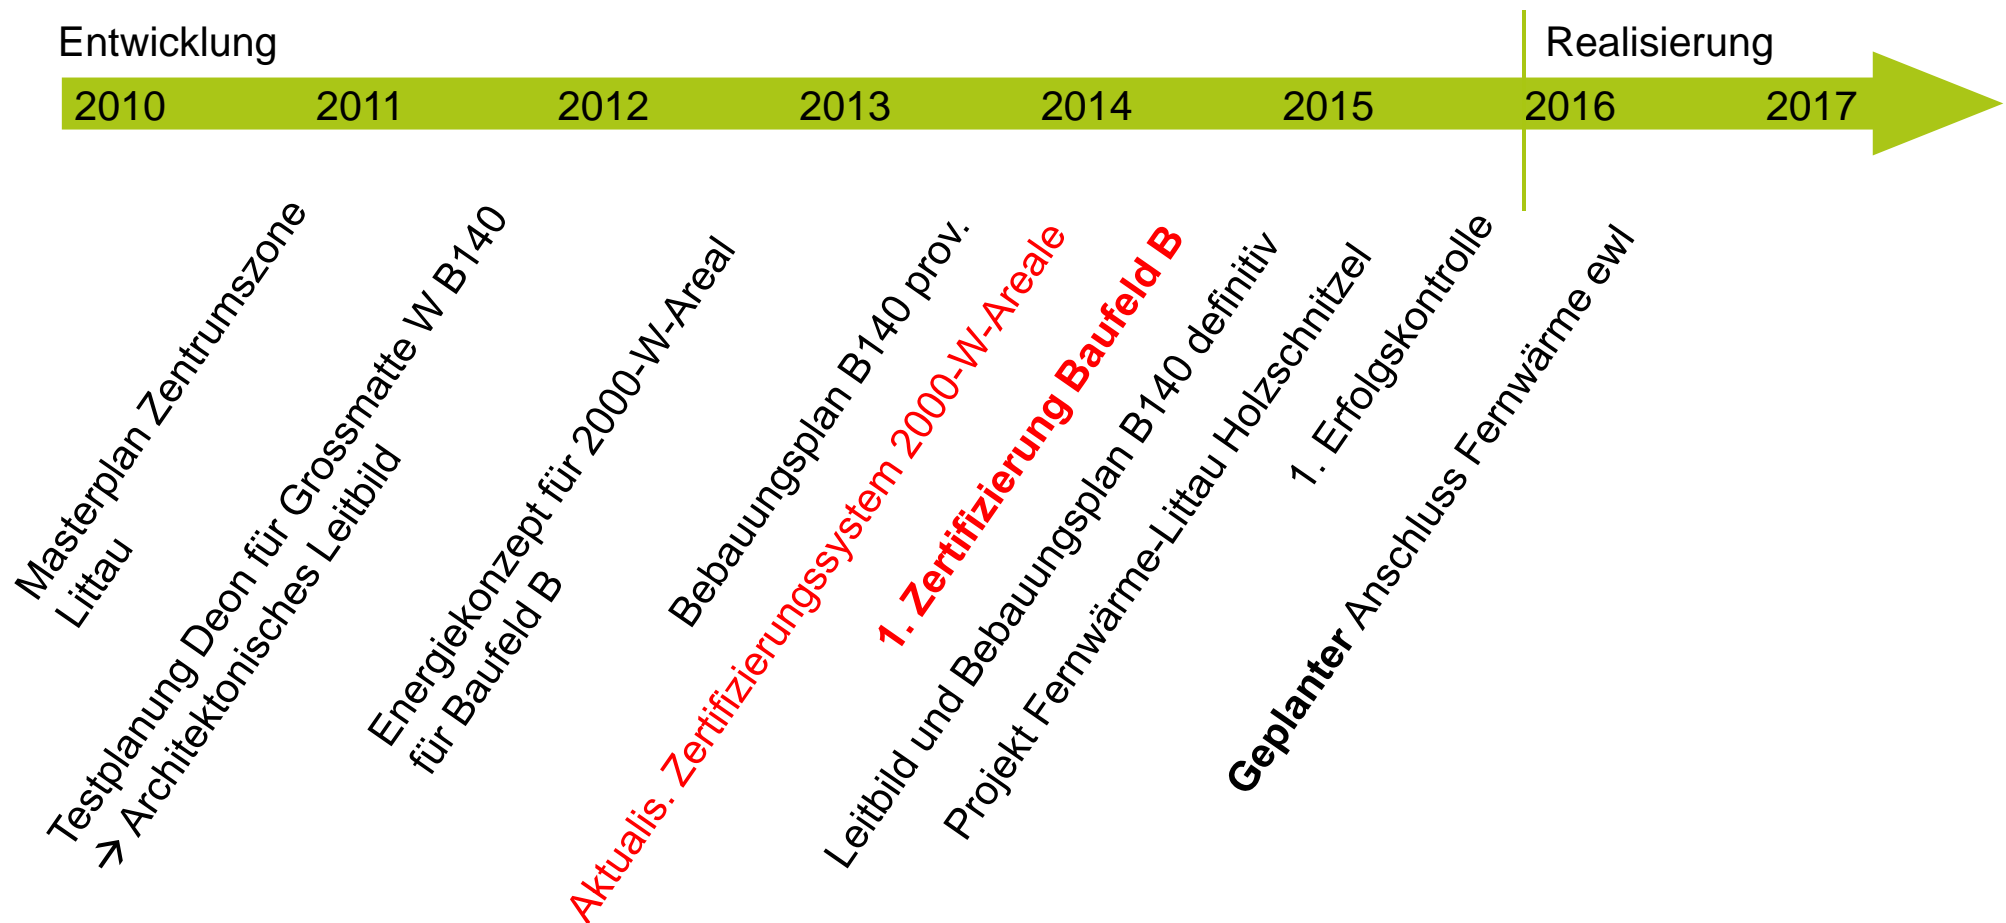 Entwicklung
Realisierung
2010 2011 2012 2013 2014 2015 2016 2017
Masterplan Zentrumszone
Littau
Testplanung Deon für Grossmatte W B140
→ Architektonisches Leitbild
Energiekonzept für 2000-W-Areal
für Baufeld B
Bebauungsplan B140 prov.
Aktualis. Zertifizierungssystem 2000-W-Areale
1. Zertifizierung Baufeld B
Leitbild und Bebauungsplan B140 definitiv
Projekt Fernwärme-Littau Holzschnitzel
1. Erfolgskontrolle
Geplanter Anschluss Fernwärme ewl